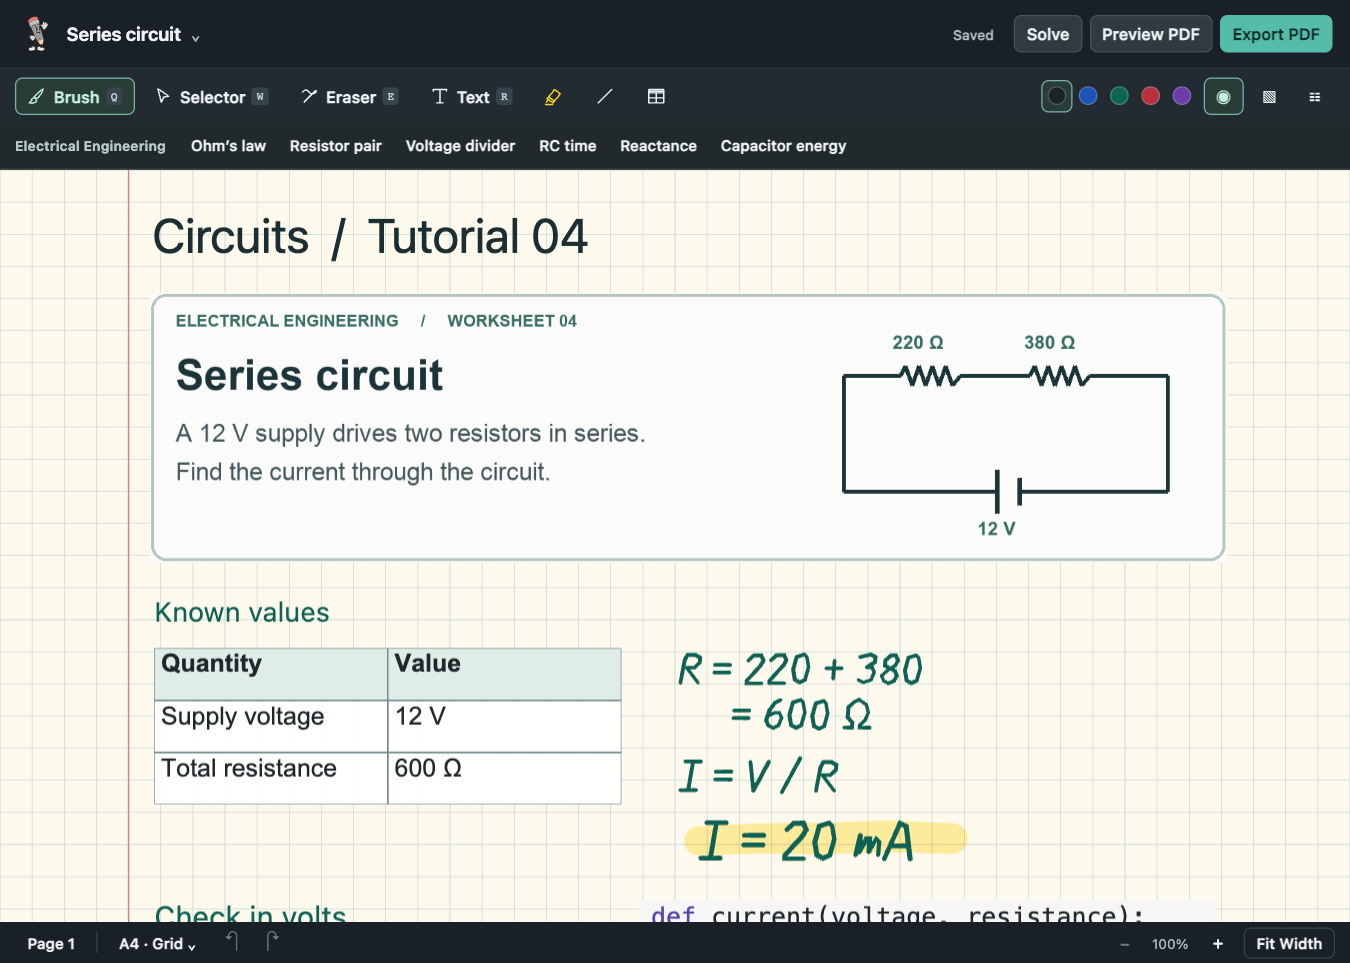 Series circuit
Saved
Solve
Preview PDF
Export PDF
Brush Q
Selector W
Eraser E
Text R
Electrical Engineering
Ohm’s law
Resistor pair
Voltage divider
RC time
Reactance
Capacitor energy
Circuits / Tutorial 04
ELECTRICAL ENGINEERING / WORKSHEET 04
Series circuit
A 12 V supply drives two resistors in series.
Find the current through the circuit.
220 Ω
380 Ω
12 V
Known values
Quantity Value
Supply voltage 12 V
Total resistance 600 Ω
R = 220 + 380
= 600 Ω
I = V / R
I = 20 mA
Check in volts
def current(voltage, resistance):
Page 1
A4 · Grid
100%
Fit Width